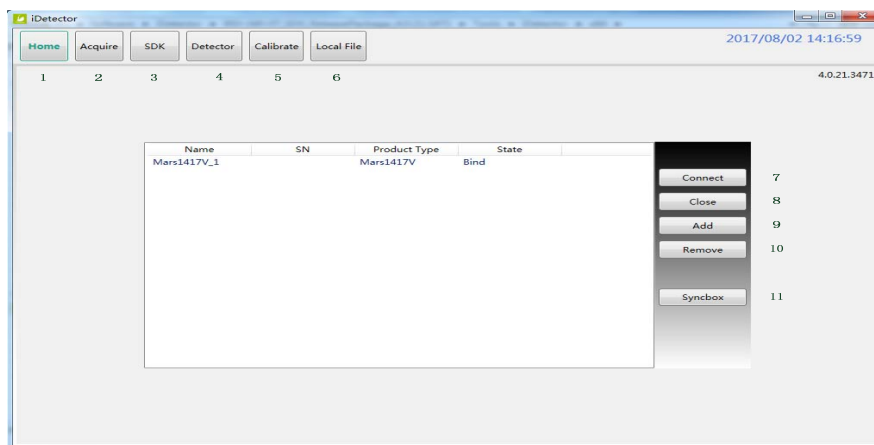 iDetector
Home Acquire SDK Detector Calibrate Local File
2017/08/02 14:16:59
1 2 3 4 5 6
4.0.21.3471
Name SN Product Type State
Mars1417V_1 Mars1417V Bind
Connect 7
Close 8
Add 9
Remove 10
Syncbox 11